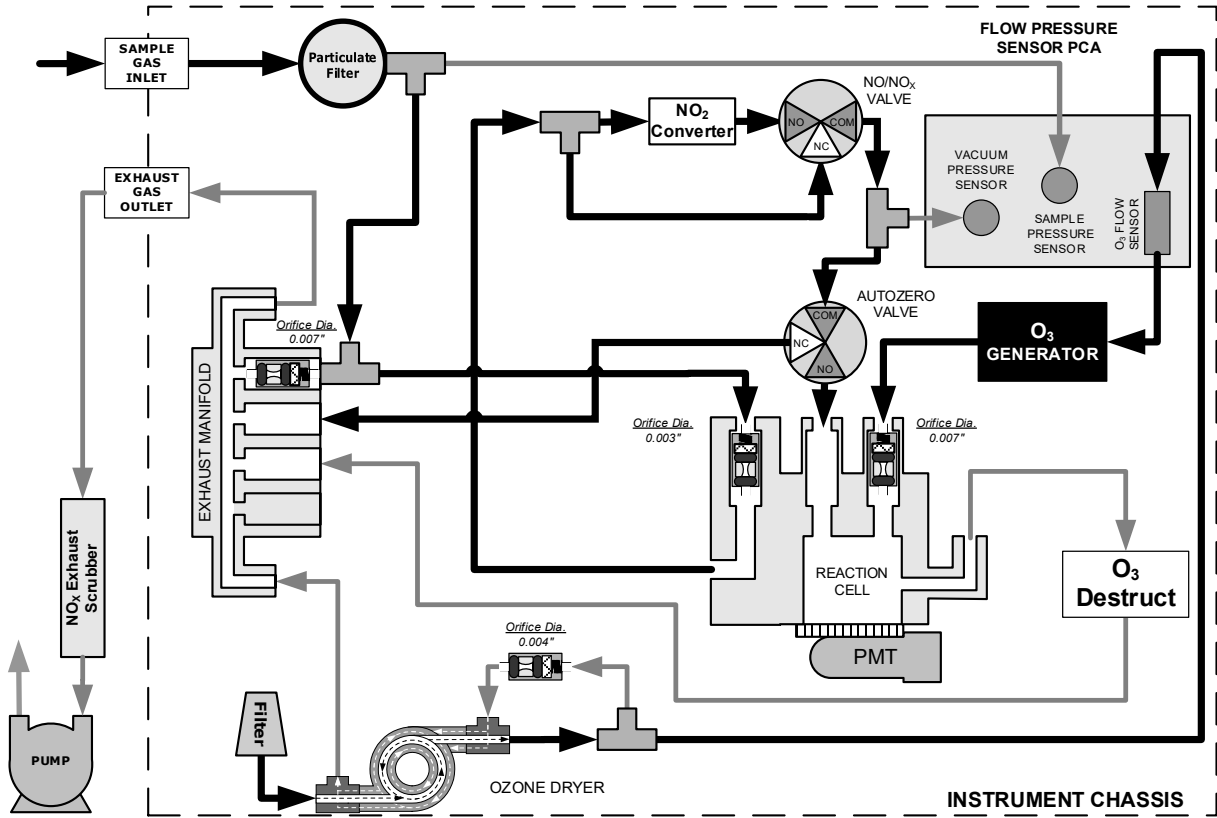 SAMPLE
GAS
INLET
Particulate
Filter
FLOW PRESSURE
SENSOR PCA
NO/NOX
VALVE
NO2
Converter
NO
COM
NC
EXHAUST
GAS
OUTLET
VACUUM
PRESSURE
SENSOR
SAMPLE
PRESSURE
SENSOR
O3 FLOW
SENSOR
AUTOZERO
VALVE
COM
NC
NO
Orifice Dia.
0.007"
O3
GENERATOR
EXHAUST MANIFOLD
Orifice Dia.
0.003"
Orifice Dia.
0.007"
NOX Exhaust
Scrubber
REACTION
CELL
O3
Destruct
Orifice Dia.
0.004"
PMT
Filter
PUMP
OZONE DRYER
INSTRUMENT CHASSIS